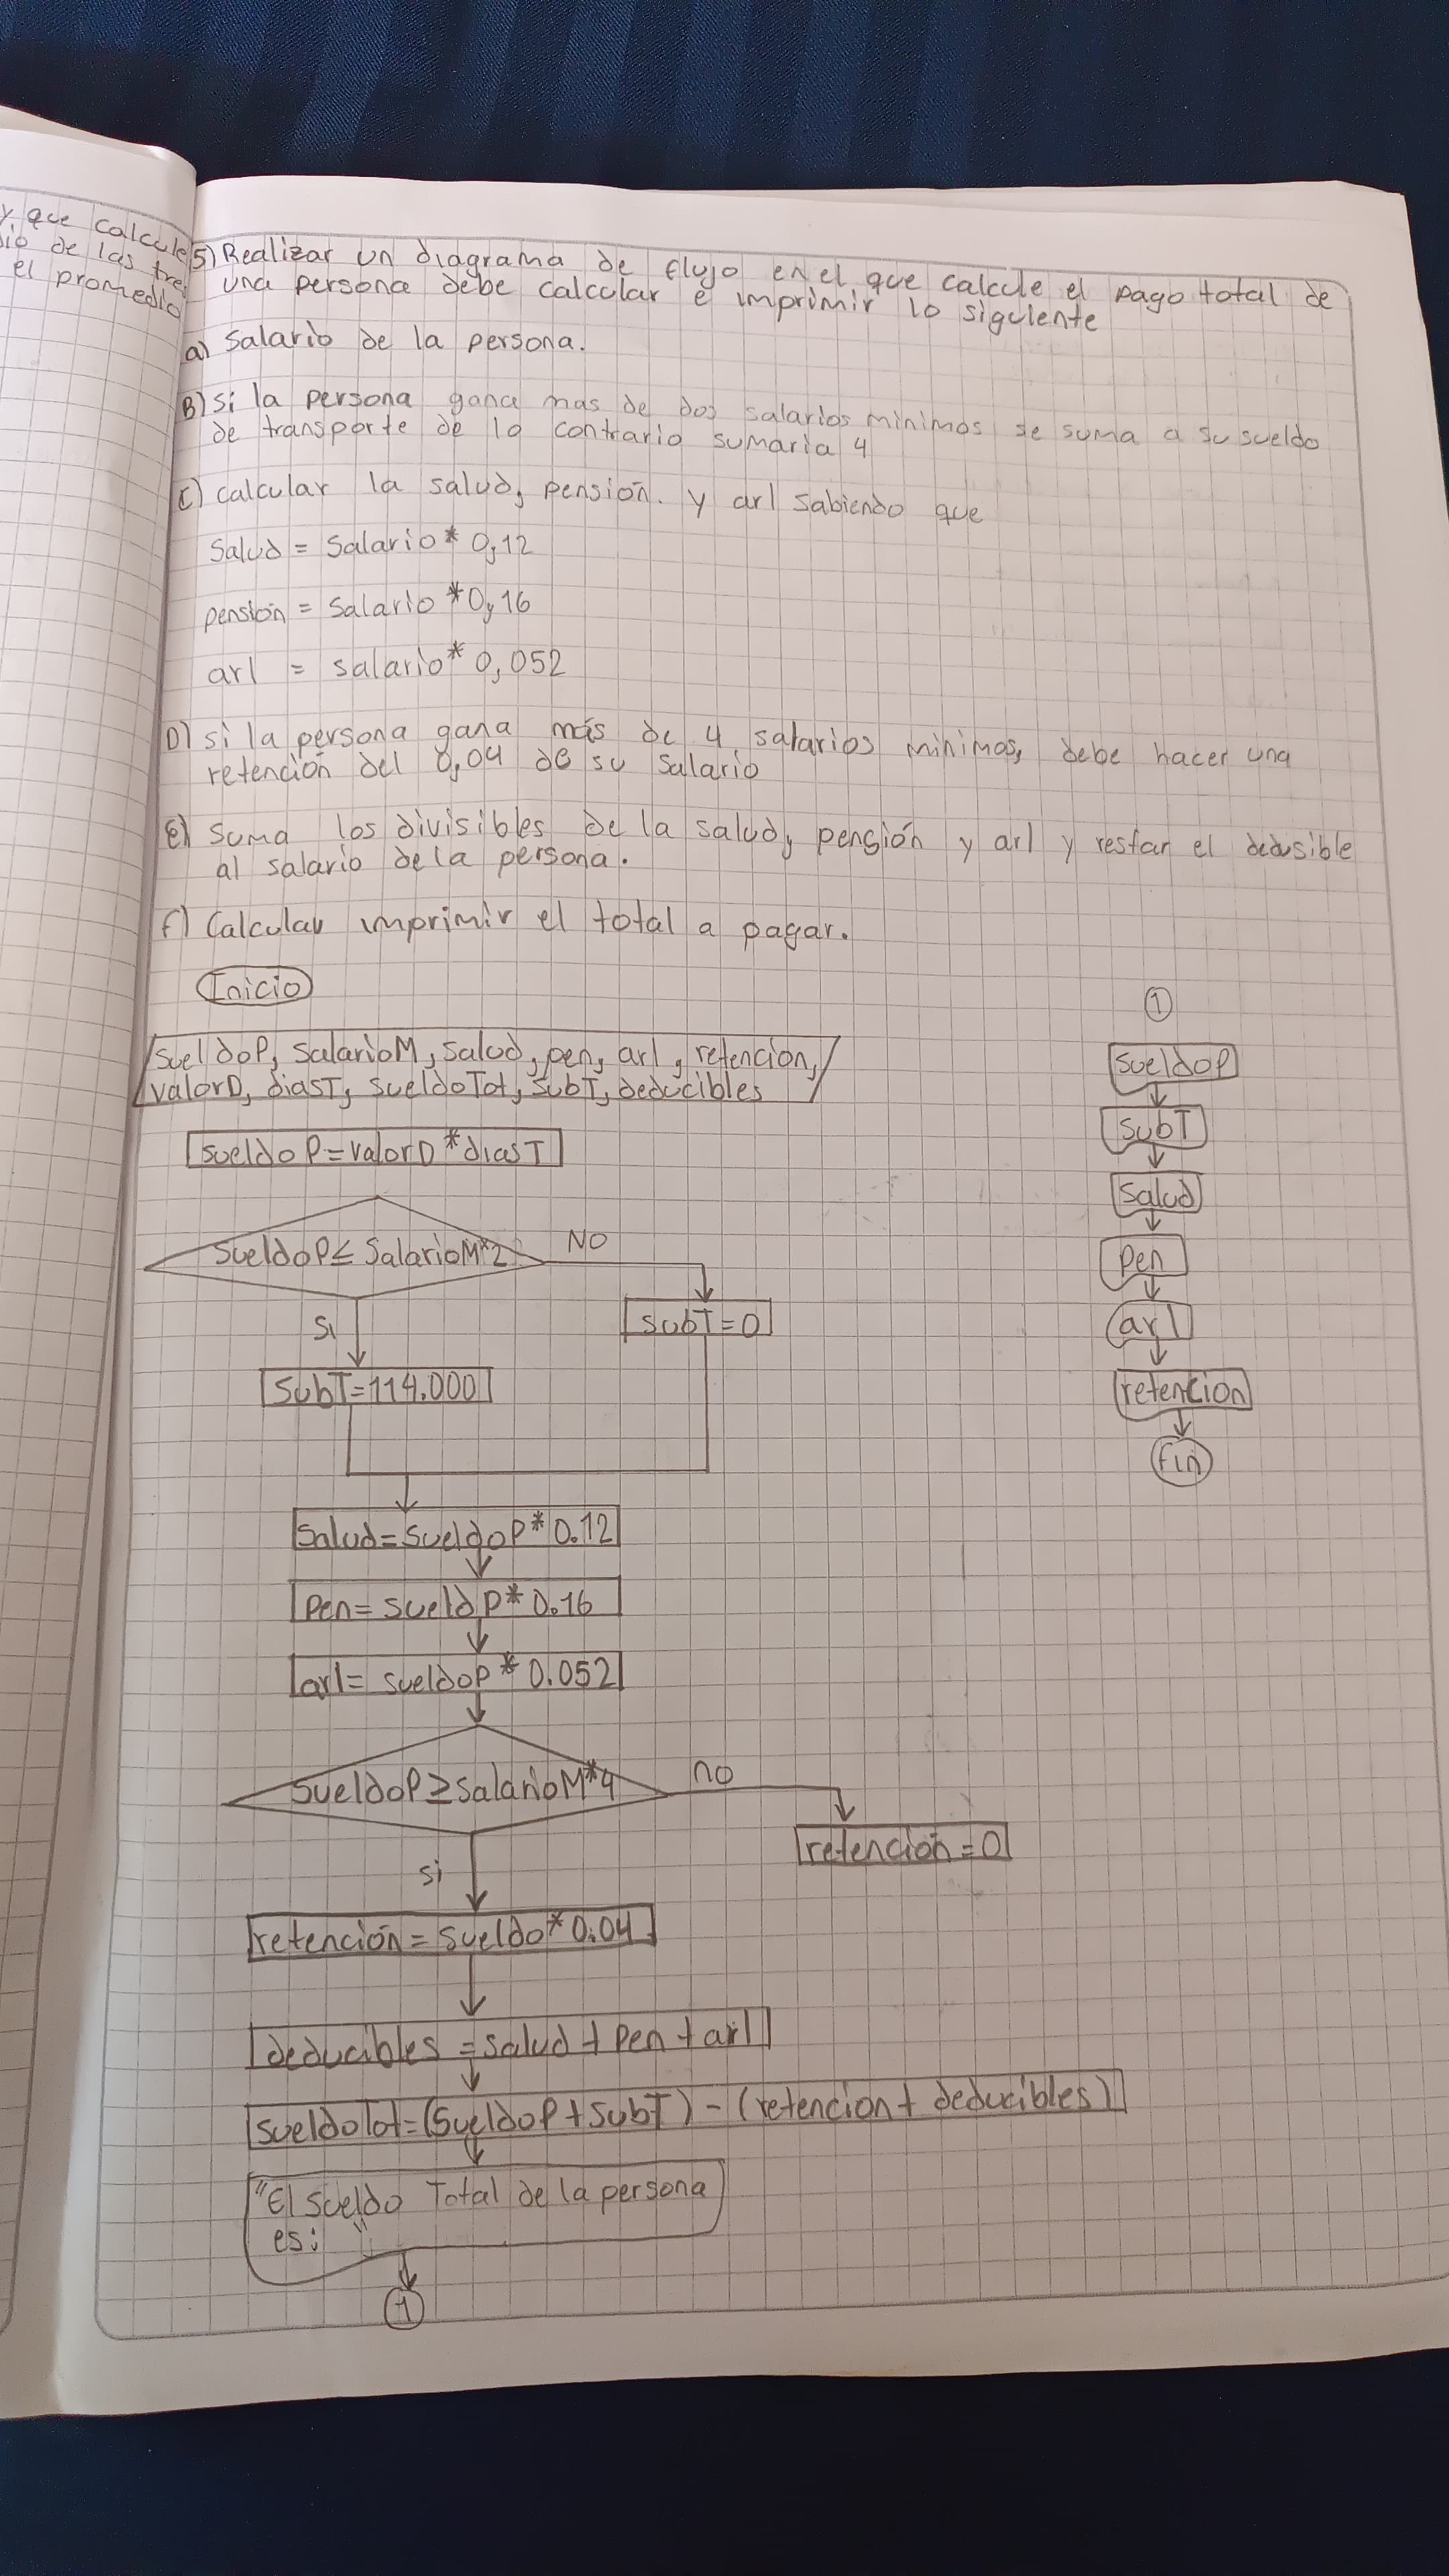 y que calcule
dio de las tres
el promedio
5) Realizar un diagrama de flujo en el que calcule el pago total de
una persona debe calcular e imprimir lo siguiente
a) Salario de la persona.
B) Si la persona gana mas de dos salarios minimos se suma a su sueldo
de transporte de lo contrario sumaria 4
C) calcular la salud, pensión. y arl sabiendo que
Salud = Salario * 0,12
pensión = Salario * 0,16
arl = salario * 0,052
D) si la persona gana más de 4 salarios minimos, debe hacer una
retención del 0,04 de su salario
e) Suma los divisibles de la salud, pensión y arl y restar el dedusible
al salario de la persona.
f) Calcular imprimir el total a pagar.
Inicio
SueldoP, SalarioM, Salud, pen, arl, retencion,
valorD, diasT, sueldoTot, subT, deducibles
SueldoP = valorD * diasT
SueldoP ≤ SalarioM*2
NO
Si
SubT = 0
SubT = 114.000
Salud = SueldoP * 0.12
Pen = sueldP * 0.16
arl = sueldoP * 0.052
SueldoP ≥ SalarioM*4
no
si
retención = 0
retención = Sueldo * 0.04
deducibles = salud + Pen + arl
SueldoTot = (SueldoP + SubT) - (retencion + deducibles)
"El Sueldo Total de la persona
es: "
1
1
SueldoP
SubT
Salud
Pen
arl
retencion
Fin